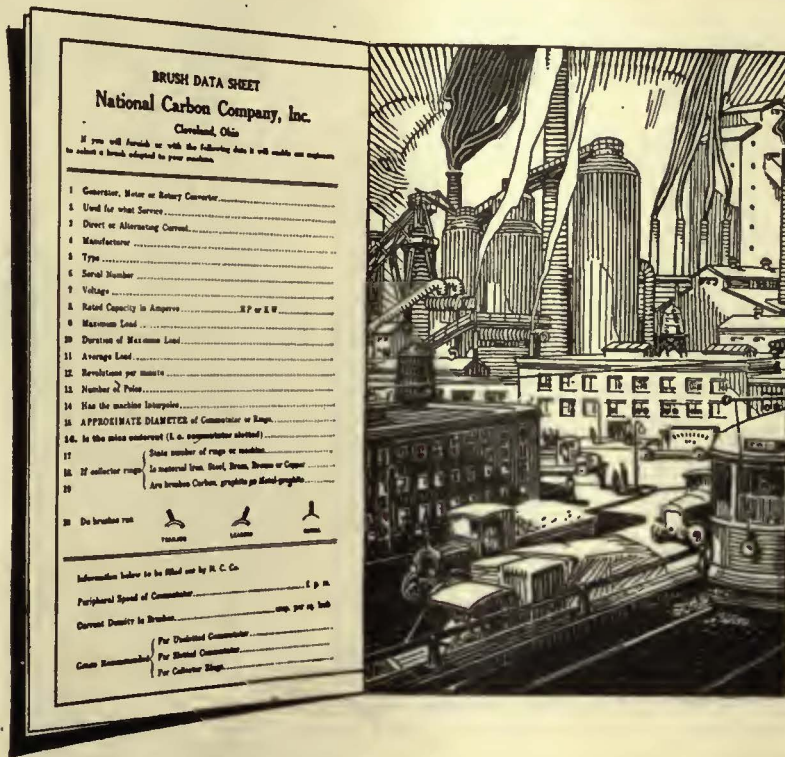 BRUSH DATA SHEET
National Carbon Company, Inc.
Cleveland, Ohio
If you will furnish us with the following data it will enable our engineers
to select a brush adapted to your machine.
1 Generator, Motor or Rotary Converter
2 Used for what Service
3 Direct or Alternating Current
4 Manufacturer
5 Type
6 Serial Number
7 Voltage
8 Rated Capacity in Amperes H P or K W
9 Maximum Load
10 Duration of Maximum Load
11 Average Load
12 Revolutions per minute
13 Number of Poles
14 Has the machine Interpoles
15 APPROXIMATE DIAMETER of Commutator or Rings
16. Is the mica undercut (i. e. commutator slotted)
17 State number of rings or machine
18 If collector rings Is material Iron, Steel, Brass, Bronze or Copper
19 Are brushes Carbon, graphite or Metal-graphite
20 Do brushes run
TRAILING LEADING RADIAL
Information below to be filled out by N. C. Co.
Peripheral Speed of Commutator f. p. m.
Current Density in Brushes amp. per sq. inch
For Unslotted Commutator
Grade Recommended For Slotted Commutator
For Collector Rings